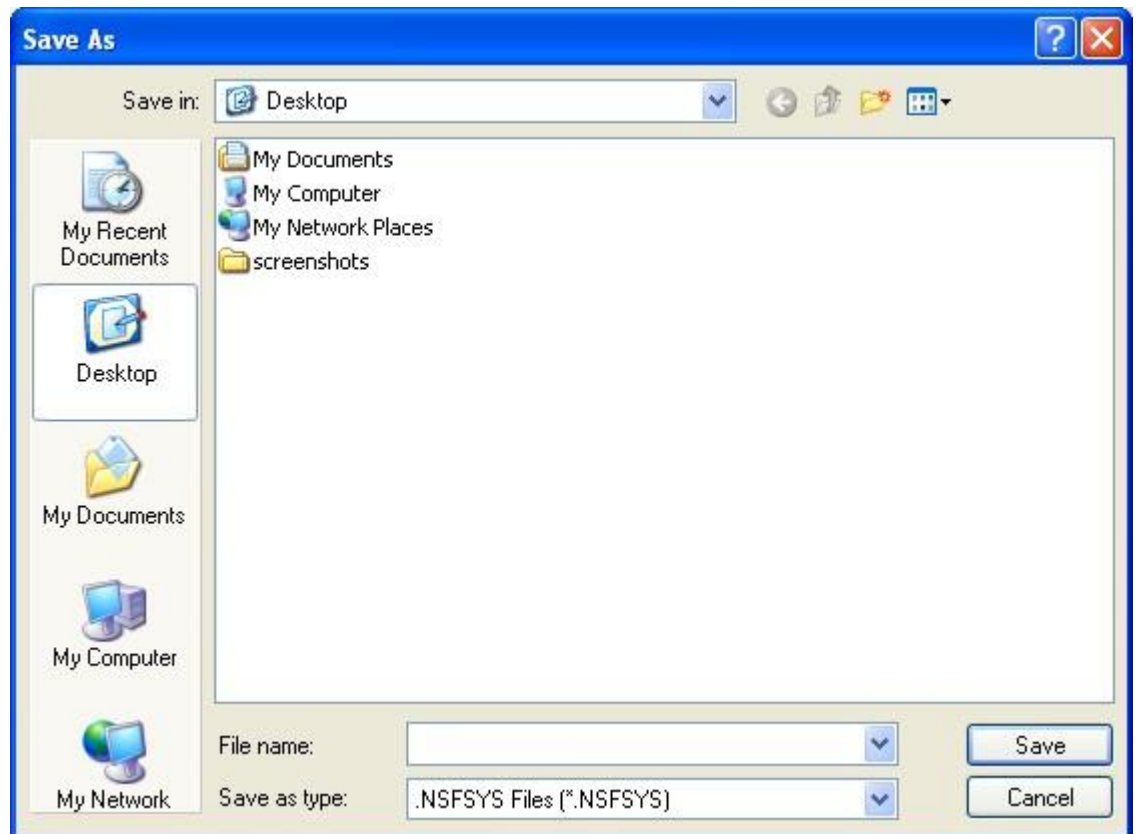 Save As
Save in:
Desktop
My Recent
Documents
Desktop
My Documents
My Computer
My Network
My Documents
My Computer
My Network Places
screenshots
File name:
Save
Save as type:
.NSFSYS Files (*.NSFSYS)
Cancel